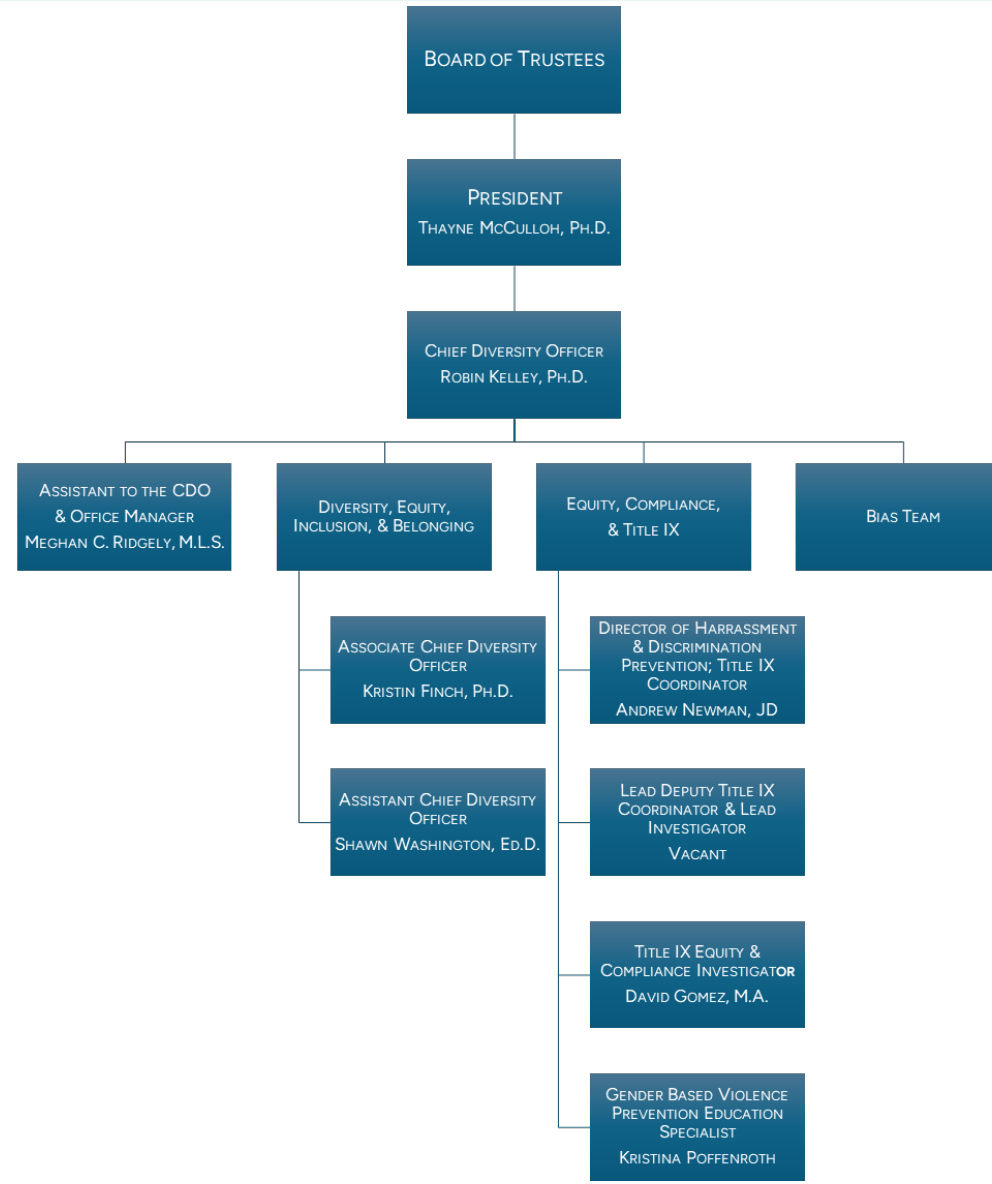 Board of Trustees
President
Thayne McCulloh, Ph.D.
Chief Diversity Officer
Robin Kelley, Ph.D.
Assistant to the CDO
& Office Manager
Meghan C. Ridgely, M.L.S.
Diversity, Equity,
Inclusion, & Belonging
Equity, Compliance,
& Title IX
Bias Team
Associate Chief Diversity
Officer
Kristin Finch, Ph.D.
Assistant Chief Diversity
Officer
Shawn Washington, Ed.D.
Director of Harrassment
& Discrimination
Prevention; Title IX
Coordinator
Andrew Newman, JD
Lead Deputy Title IX
Coordinator & Lead
Investigator
Vacant
Title IX Equity &
Compliance Investigator
David Gomez, M.A.
Gender Based Violence
Prevention Education
Specialist
Kristina Poffenroth